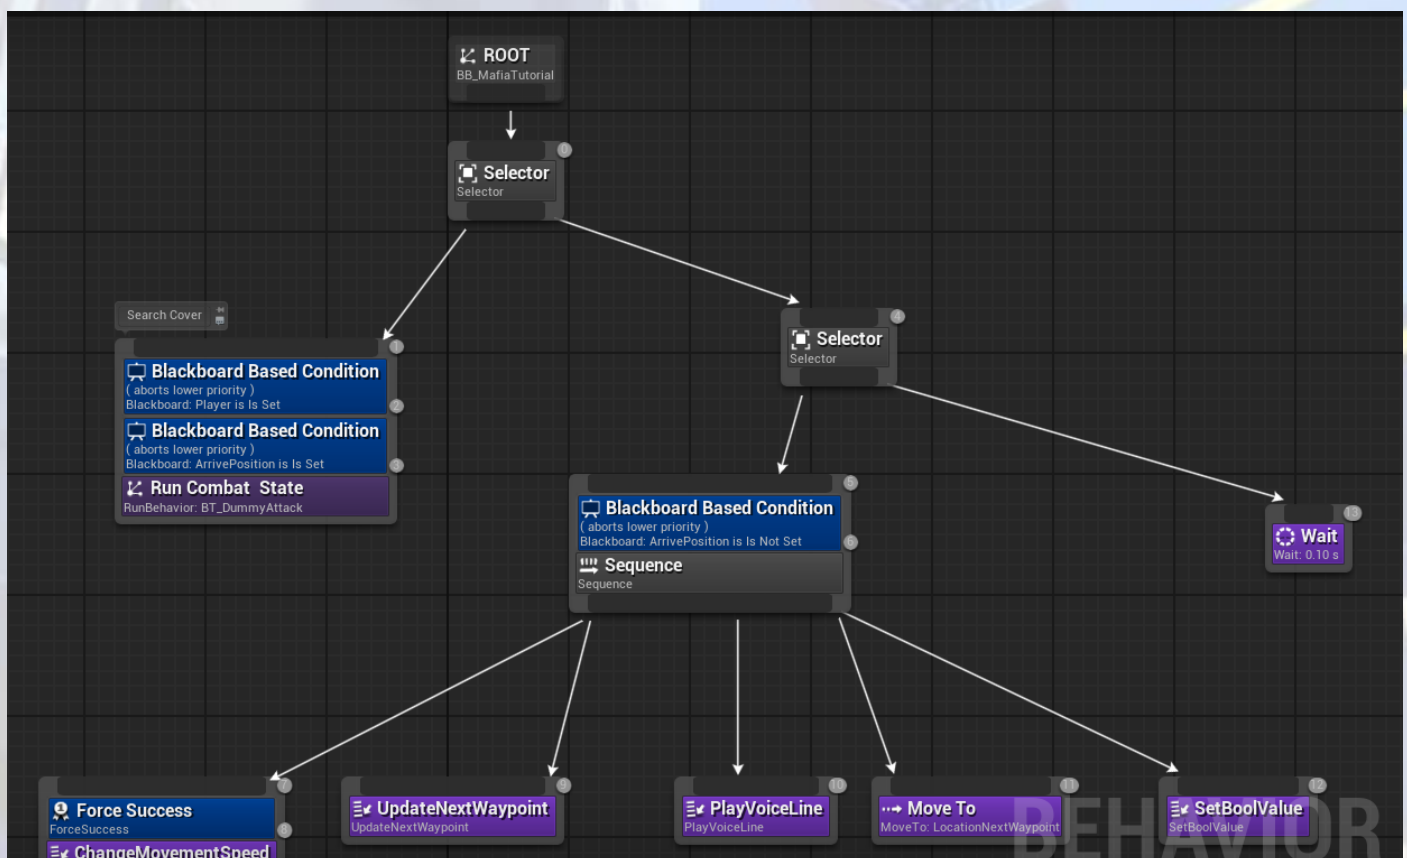 ROOT
BB_MafiaTutorial
0
Selector
Selector
Search Cover
1
Blackboard Based Condition
( aborts lower priority )
Blackboard: Player is Is Set
2
Blackboard Based Condition
( aborts lower priority )
Blackboard: ArrivePosition is Is Set
3
Run Combat State
RunBehavior: BT_DummyAttack
4
Selector
Selector
5
Blackboard Based Condition
( aborts lower priority )
Blackboard: ArrivePosition is Is Not Set
6
Sequence
Sequence
13
Wait
Wait: 0.10 s
7
Force Success
ForceSuccess
8
ChangeMovementSpeed
9
UpdateNextWaypoint
UpdateNextWaypoint
10
PlayVoiceLine
PlayVoiceLine
11
Move To
MoveTo: LocationNextWaypoint
12
SetBoolValue
SetBoolValue
BEHAVIOR